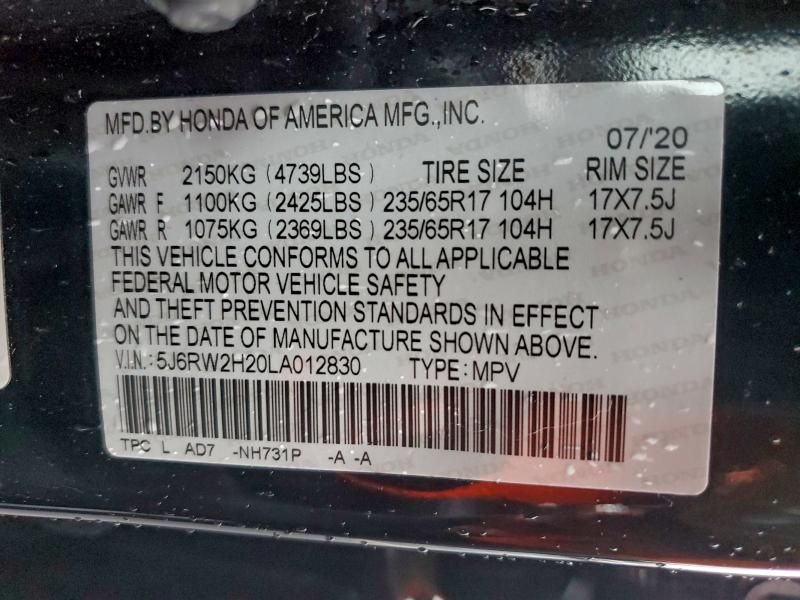 MFD.BY HONDA OF AMERICA MFG.,INC.
07/'20
GVWR 2150KG (4739LBS) TIRE SIZE RIM SIZE
GAWR F 1100KG (2425LBS) 235/65R17 104H 17X7.5J
GAWR R 1075KG (2369LBS) 235/65R17 104H 17X7.5J
THIS VEHICLE CONFORMS TO ALL APPLICABLE
FEDERAL MOTOR VEHICLE SAFETY
AND THEFT PREVENTION STANDARDS IN EFFECT
ON THE DATE OF MANUFACTURE SHOWN ABOVE.
V.I.N.: 5J6RW2H20LA012830 TYPE: MPV
TPC L AD7 -NH731P -A -A